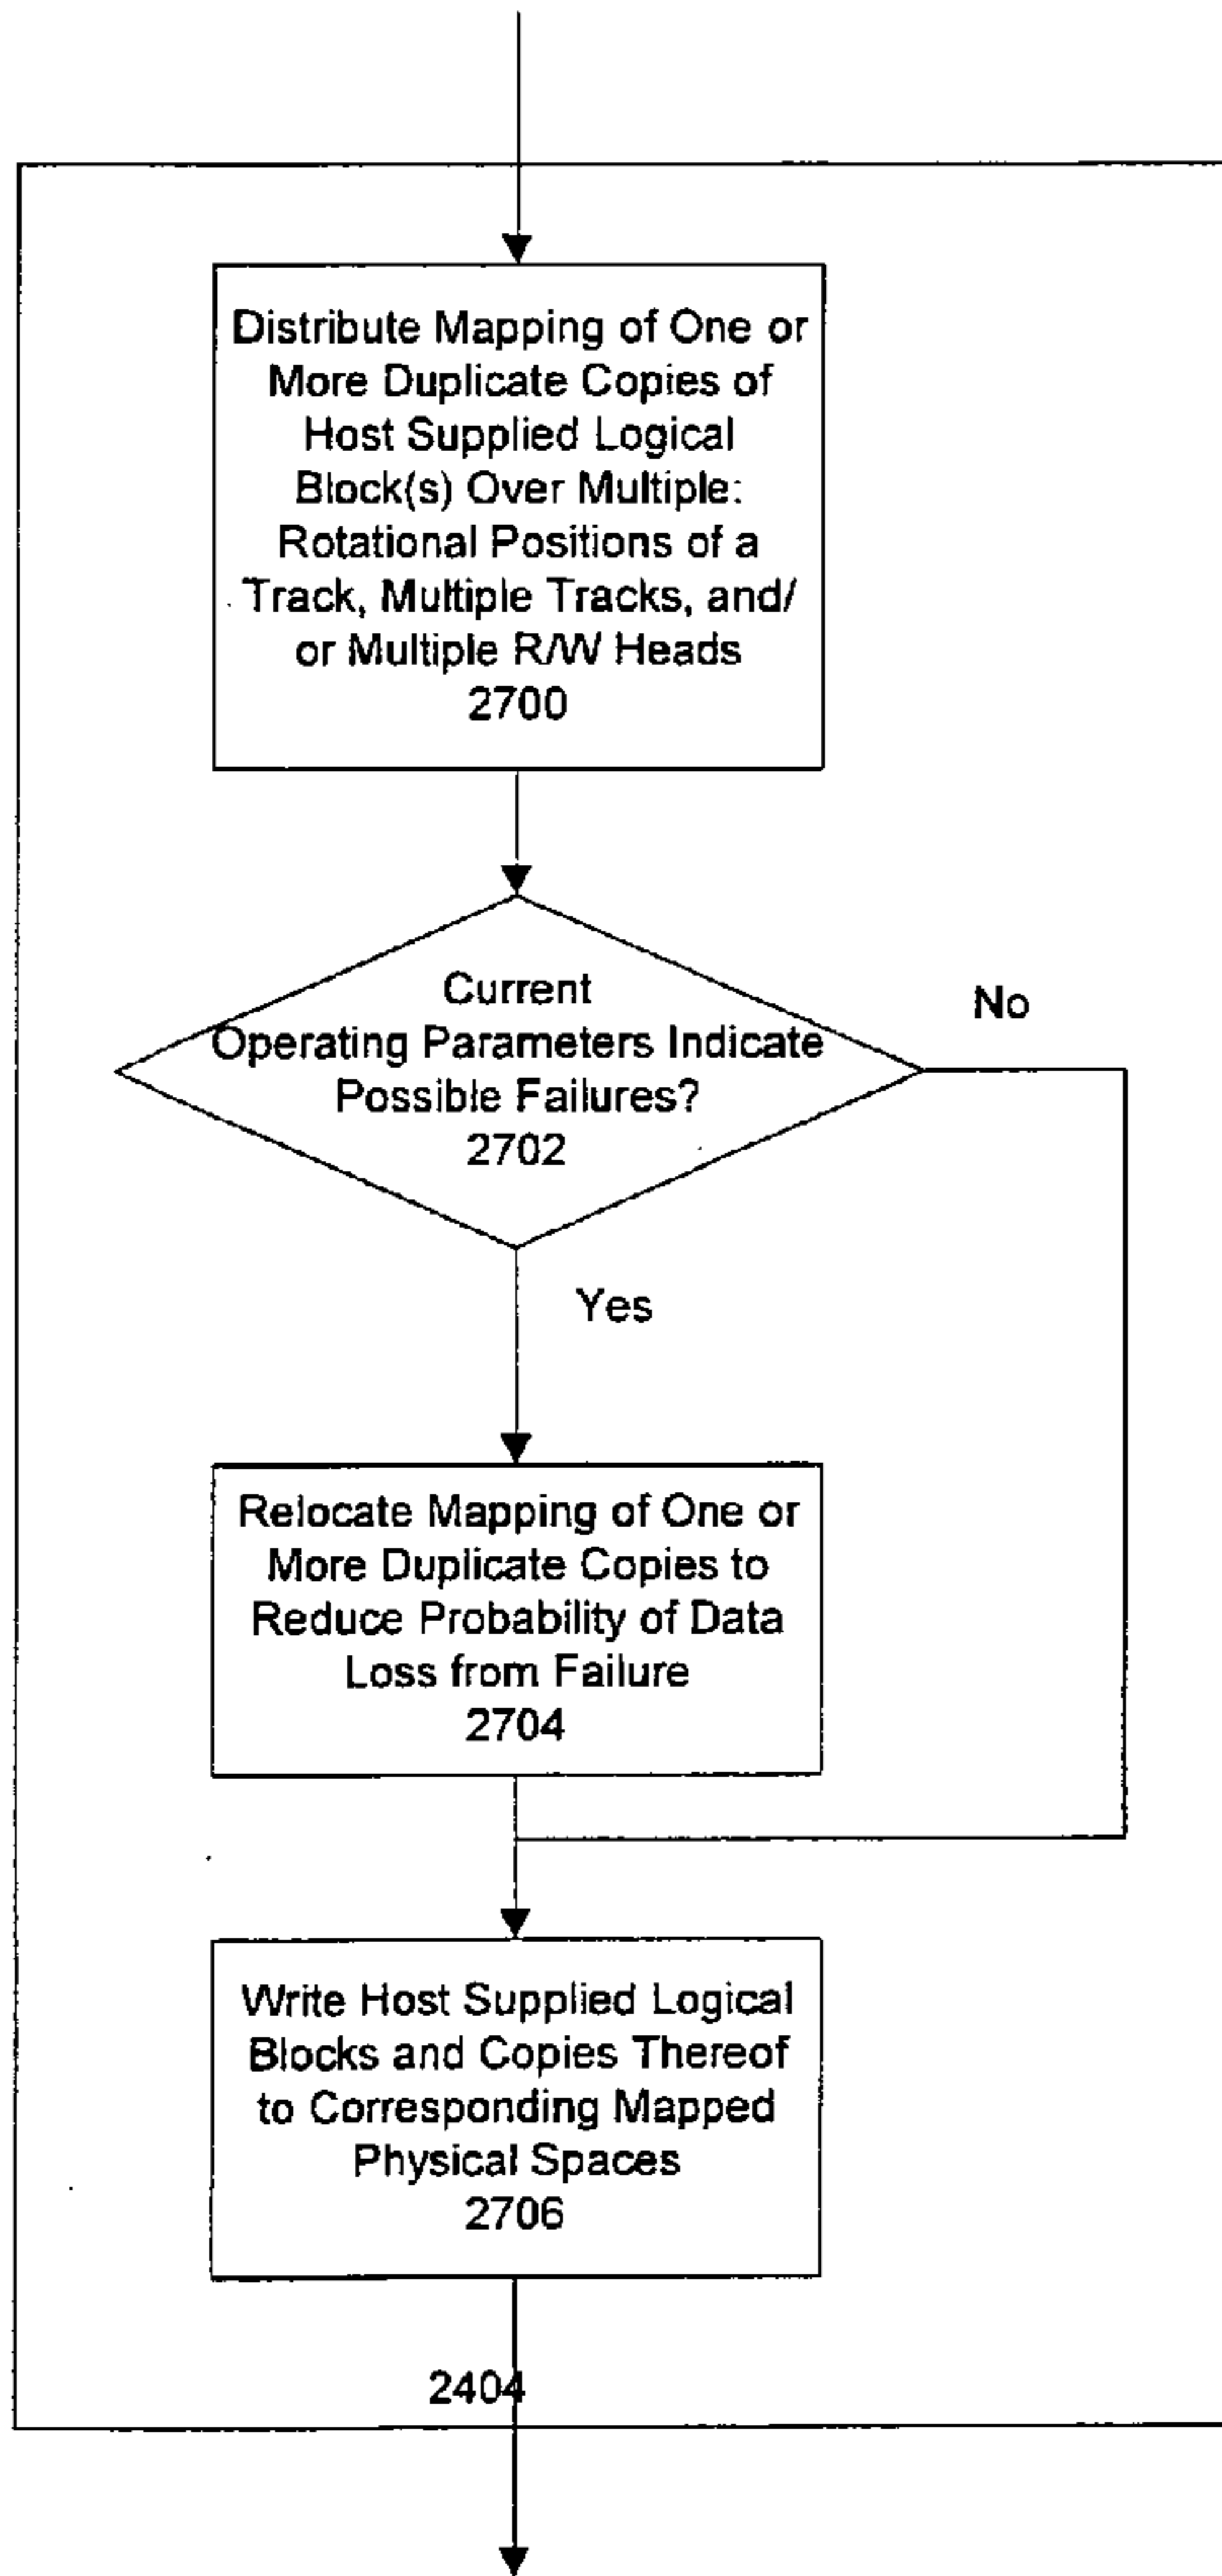 Distribute Mapping of One or
More Duplicate Copies of
Host Supplied Logical
Block(s) Over Multiple:
Rotational Positions of a
Track, Multiple Tracks, and/
or Multiple R/W Heads
2700
Current
Operating Parameters Indicate
Possible Failures?
2702
No
Yes
Relocate Mapping of One or
More Duplicate Copies to
Reduce Probability of Data
Loss from Failure
2704
Write Host Supplied Logical
Blocks and Copies Thereof
to Corresponding Mapped
Physical Spaces
2706
2404